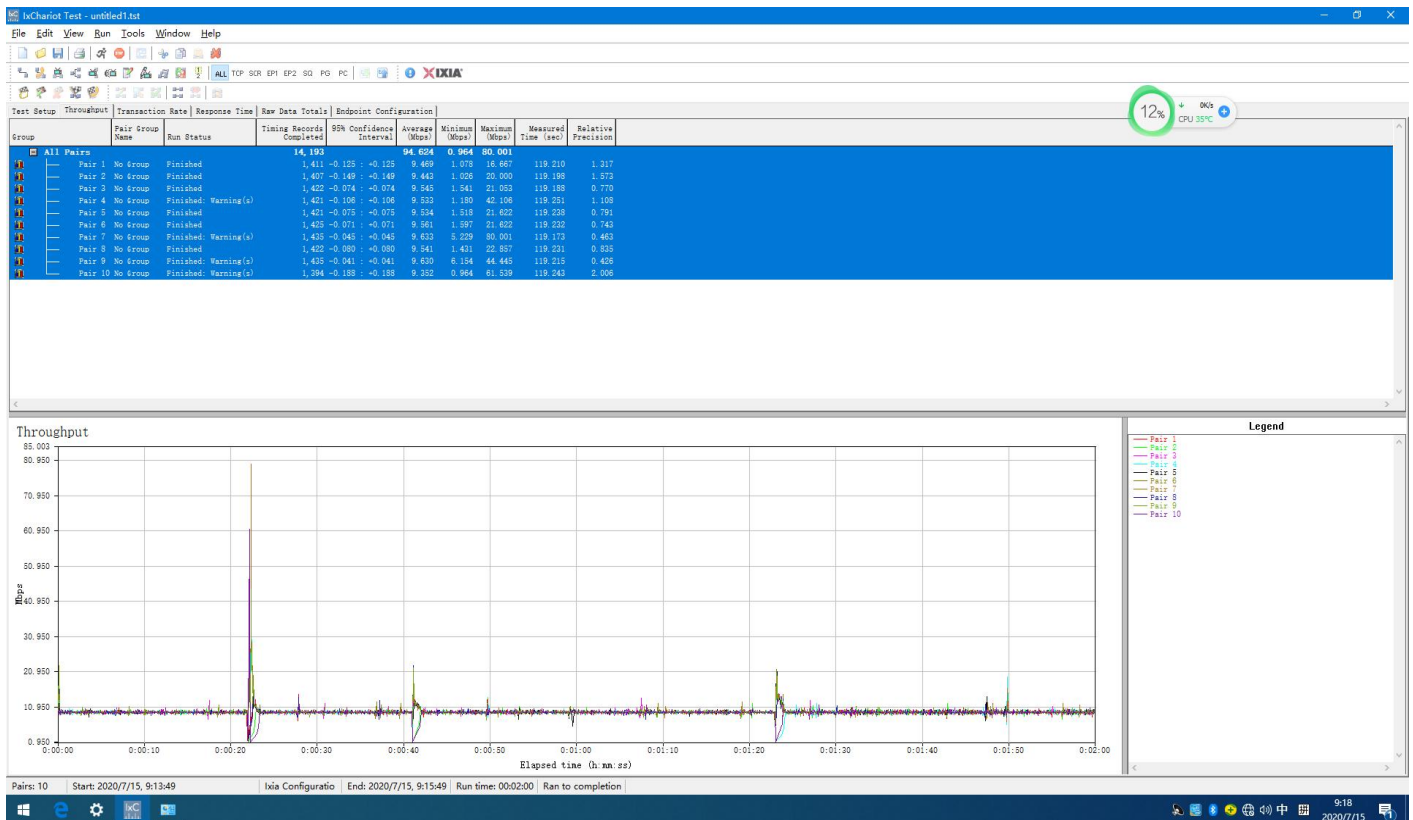 IxChariot Test - untitled1.tst
File Edit View Run Tools Window Help
ALL TCP SCR EP1 EP2 SQ PG PC IXIA
Test Setup Throughput Transaction Rate Response Time Raw Data Totals Endpoint Configuration
12% 0K/s
CPU 35°C
Group Pair Group Name Run Status Timing Records Completed 95% Confidence Interval Average (Mbps) Minimum (Mbps) Maximum (Mbps) Measured Time (sec) Relative Precision
All Pairs 14,193 94.624 0.964 80.001
Pair 1 No Group Finished 1,411 -0.125 : +0.125 9.469 1.078 16.667 119.210 1.317
Pair 2 No Group Finished 1,407 -0.149 : +0.149 9.443 1.026 20.000 119.198 1.573
Pair 3 No Group Finished 1,422 -0.074 : +0.074 9.545 1.541 21.053 119.188 0.770
Pair 4 No Group Finished: Warning(s) 1,421 -0.106 : +0.106 9.533 1.180 42.106 119.251 1.108
Pair 5 No Group Finished 1,421 -0.075 : +0.075 9.534 1.518 21.622 119.238 0.791
Pair 6 No Group Finished 1,425 -0.071 : +0.071 9.561 1.597 21.622 119.232 0.743
Pair 7 No Group Finished: Warning(s) 1,435 -0.045 : +0.045 9.633 5.229 80.001 119.173 0.463
Pair 8 No Group Finished 1,422 -0.080 : +0.080 9.541 1.431 22.857 119.231 0.835
Pair 9 No Group Finished: Warning(s) 1,435 -0.041 : +0.041 9.630 6.154 44.445 119.215 0.426
Pair 10 No Group Finished: Warning(s) 1,394 -0.188 : +0.188 9.352 0.964 61.539 119.243 2.006
Throughput
85.003
80.950
70.950
60.950
50.950
40.950
30.950
20.950
10.950
0.950
Mbps
0:00:00 0:00:10 0:00:20 0:00:30 0:00:40 0:00:50 0:01:00 0:01:10 0:01:20 0:01:30 0:01:40 0:01:50 0:02:00
Elapsed time (h:mm:ss)
Legend
Pair 1
Pair 2
Pair 3
Pair 4
Pair 5
Pair 6
Pair 7
Pair 8
Pair 9
Pair 10
Pairs: 10 Start: 2020/7/15, 9:13:49 Ixia Configuratio End: 2020/7/15, 9:15:49 Run time: 00:02:00 Ran to completion
IxC
中 拼 9:18
2020/7/15